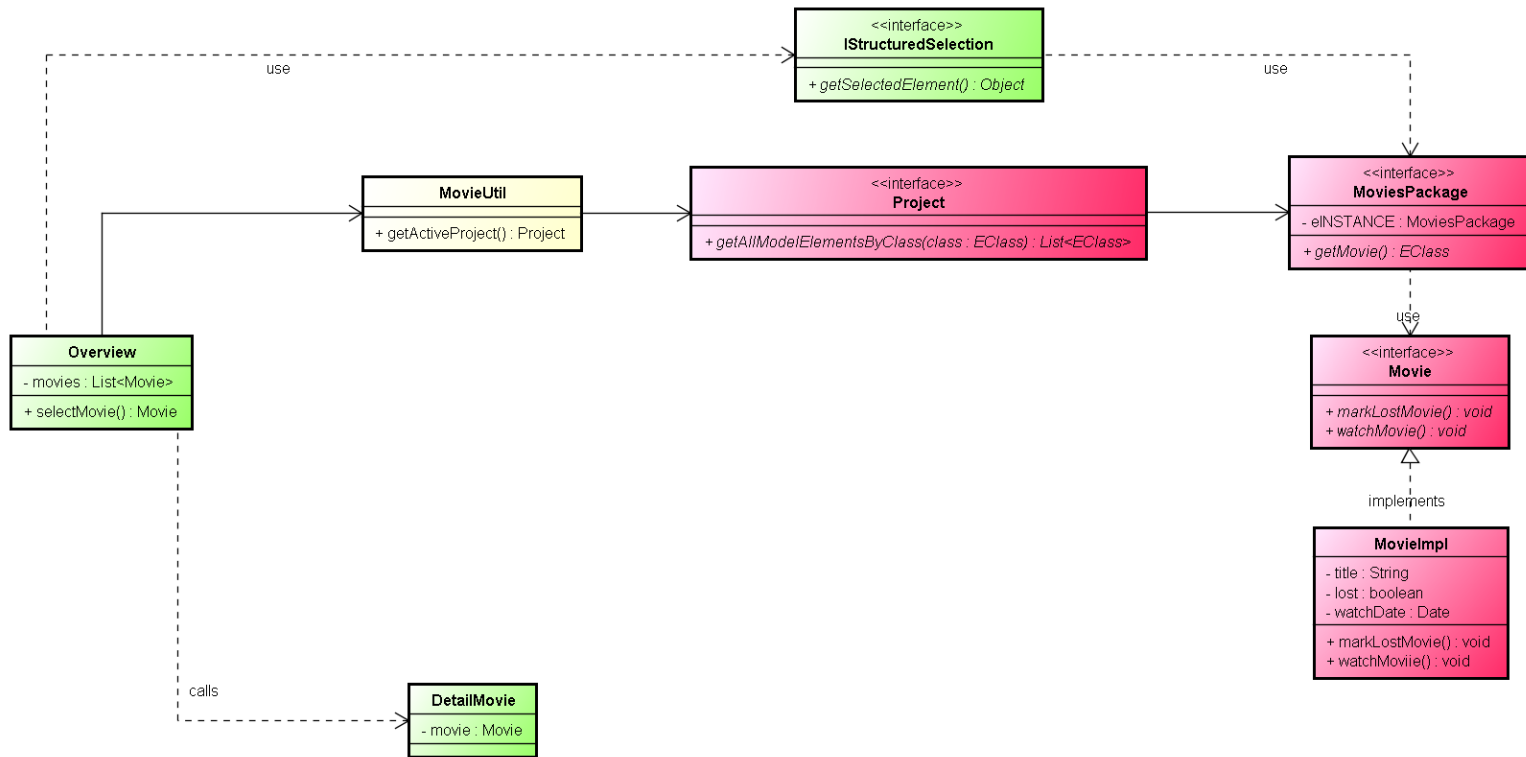 <<interface>>
IStructuredSelection
+ getSelectedElement() : Object
use
use
<<interface>>
MoviesPackage
- eINSTANCE : MoviesPackage
+ getMovie() : EClass
MovieUtil
+ getActiveProject() : Project
<<interface>>
Project
+ getAllModelElementsByClass(class : EClass) : List<EClass>
use
Overview
- movies : List<Movie>
+ selectMovie() : Movie
<<interface>>
Movie
+ markLostMovie() : void
+ watchMovie() : void
implements
MovieImpl
- title : String
- lost : boolean
- watchDate : Date
+ markLostMovie() : void
+ watchMoviie() : void
calls
DetailMovie
- movie : Movie